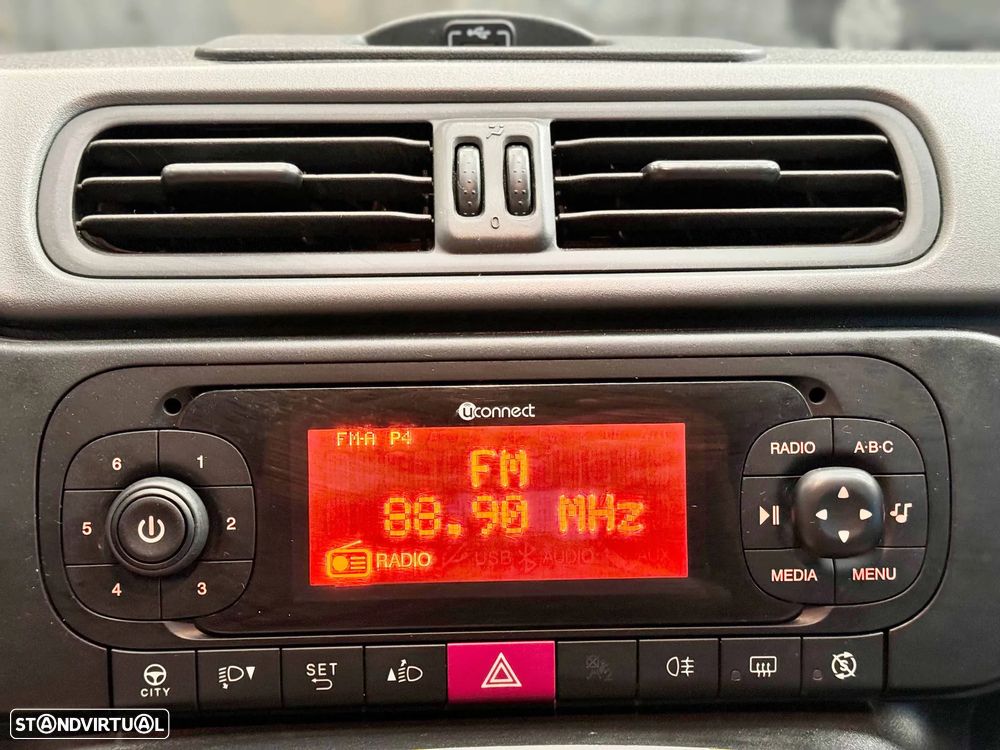 0
uconnect
FM-A P4
FM
88.90 MHz
RADIO USB AUDIO AUX
6 1
5 2
4 3
RADIO A·B·C
MEDIA MENU
CITY
SET
STANDVIRTUAL